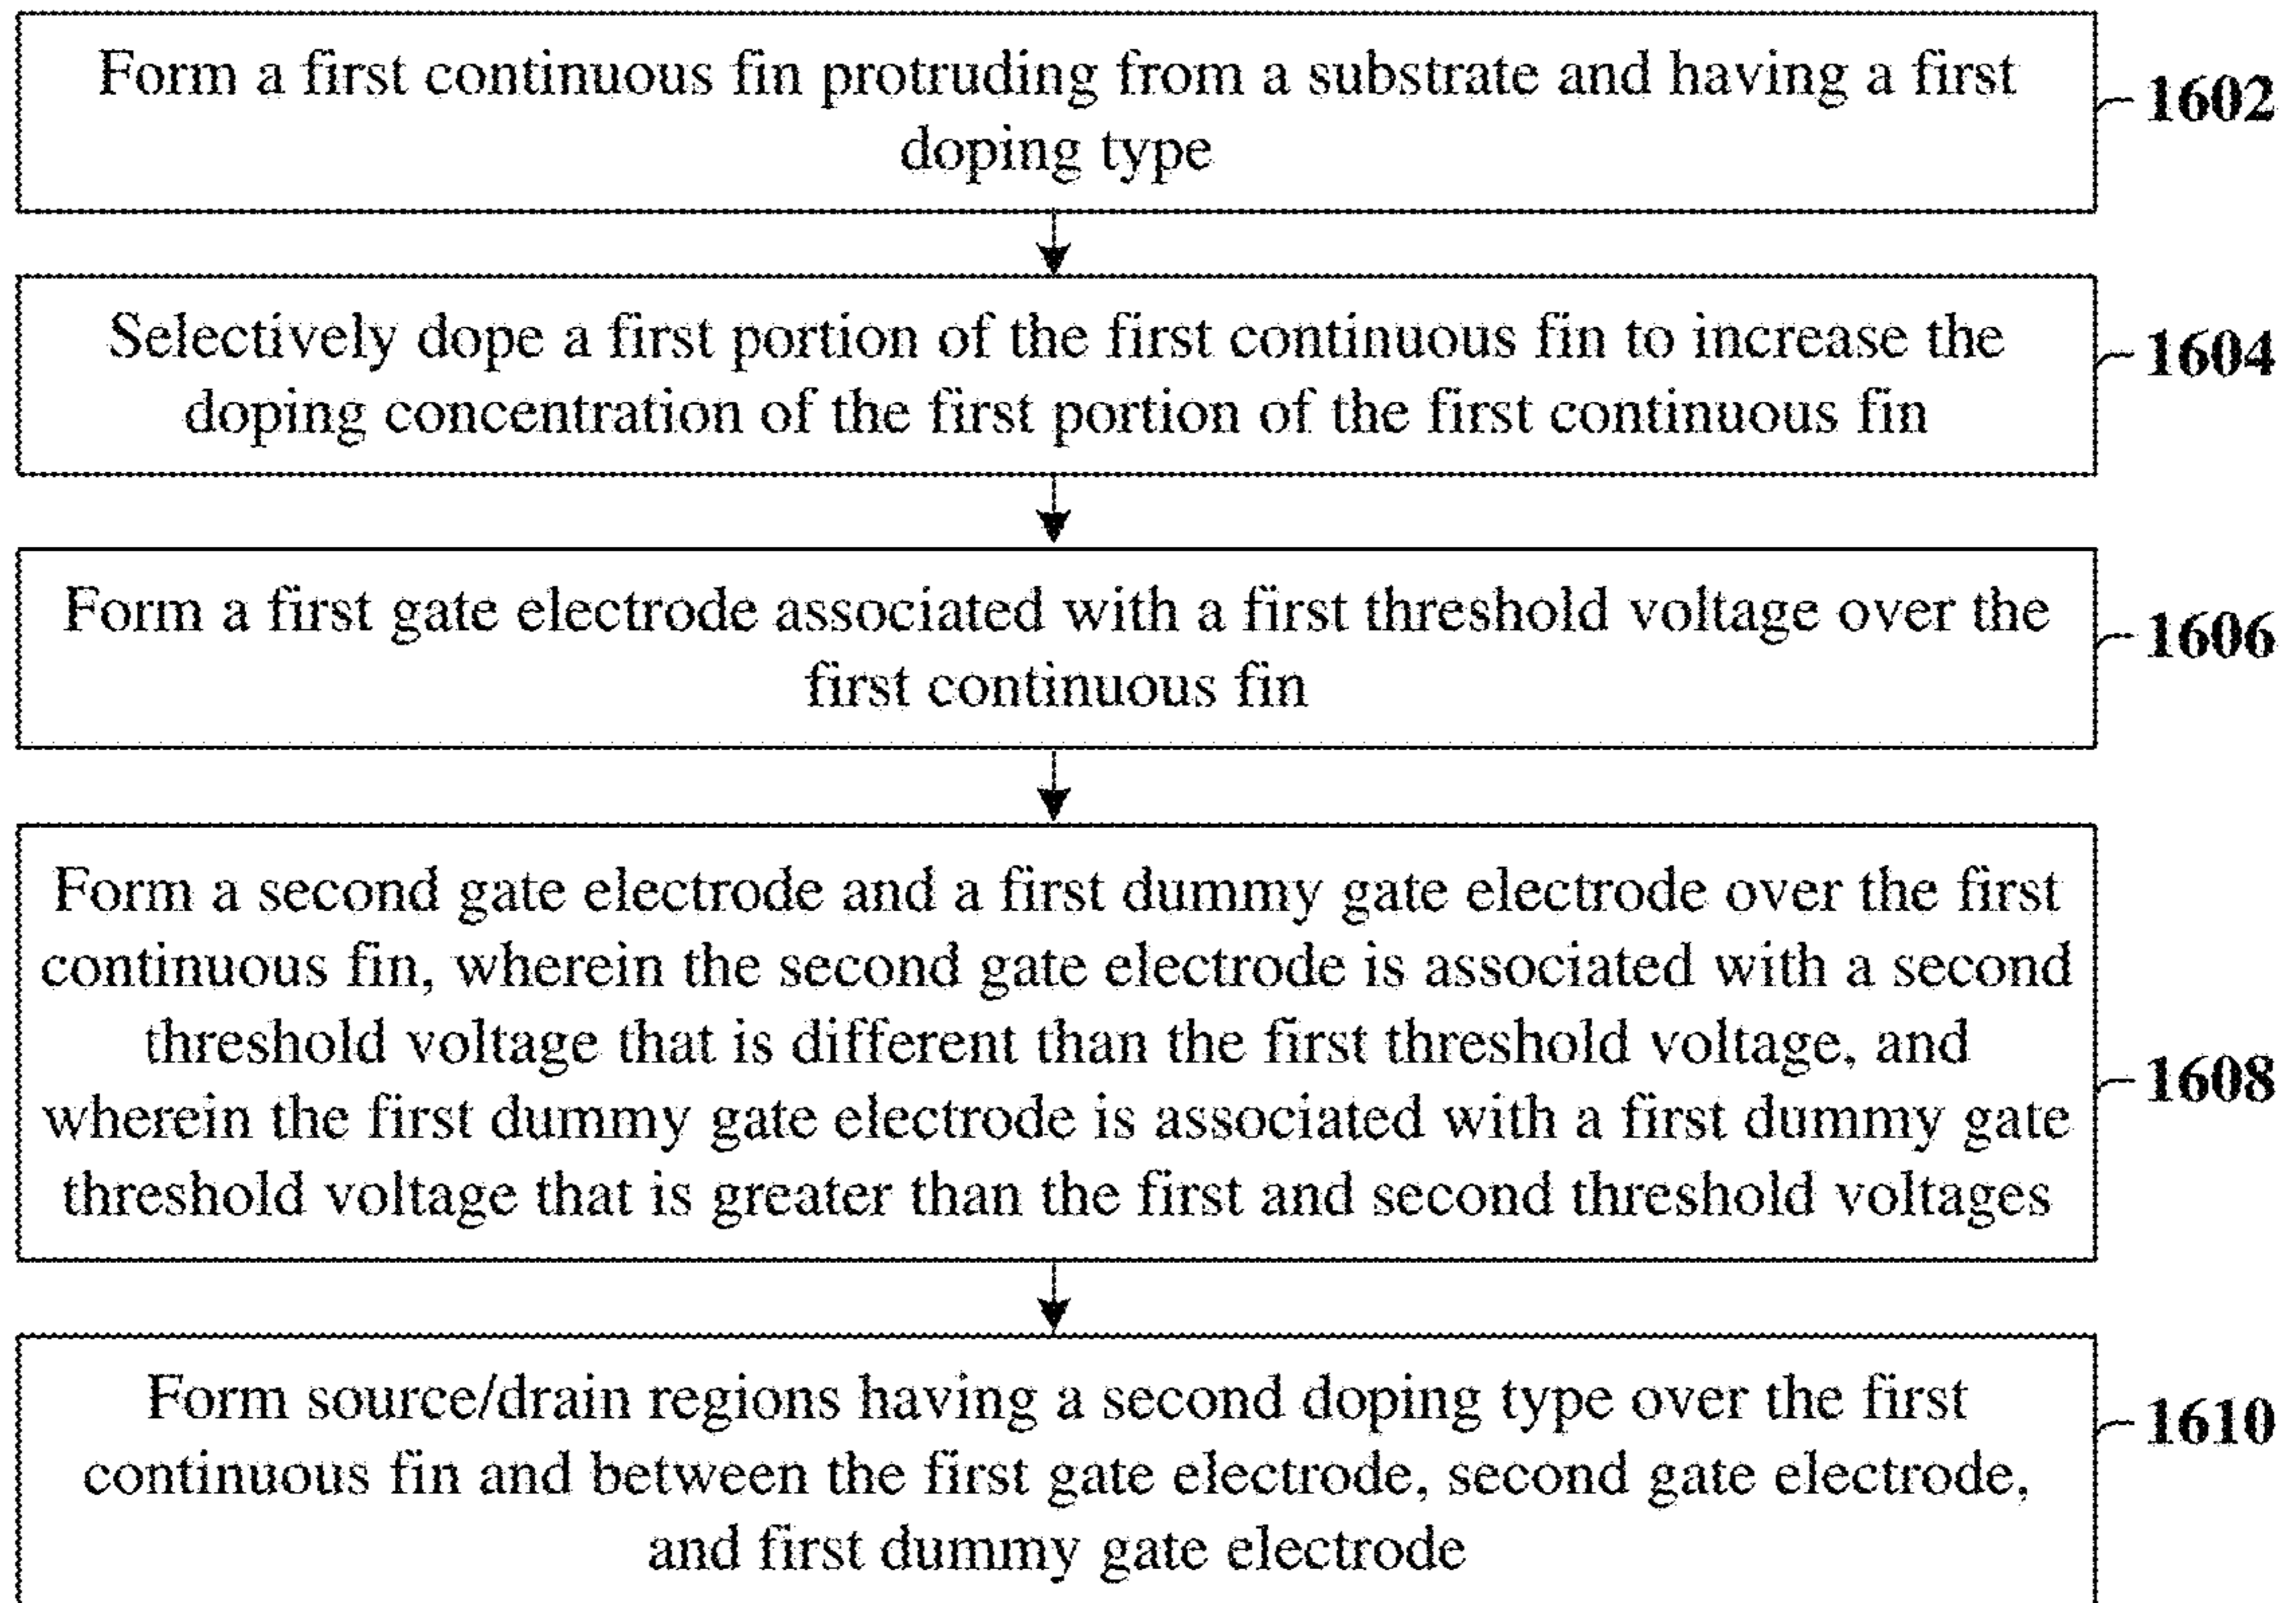 Form a first continuous fin protruding from a substrate and having a first
doping type
1602
Selectively dope a first portion of the first continuous fin to increase the
doping concentration of the first portion of the first continuous fin
1604
Form a first gate electrode associated with a first threshold voltage over the
first continuous fin
1606
Form a second gate electrode and a first dummy gate electrode over the first
continuous fin, wherein the second gate electrode is associated with a second
threshold voltage that is different than the first threshold voltage, and
wherein the first dummy gate electrode is associated with a first dummy gate
threshold voltage that is greater than the first and second threshold voltages
1608
Form source/drain regions having a second doping type over the first
continuous fin and between the first gate electrode, second gate electrode,
and first dummy gate electrode
1610